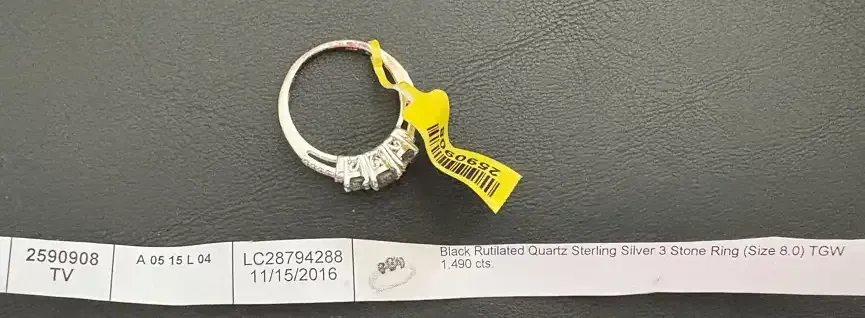 259090
2590908
TV
A 05 15 L 04
LC28794288
11/15/2016
Black Rutilated Quartz Sterling Silver 3 Stone Ring (Size 8.0) TGW
1.490 cts.